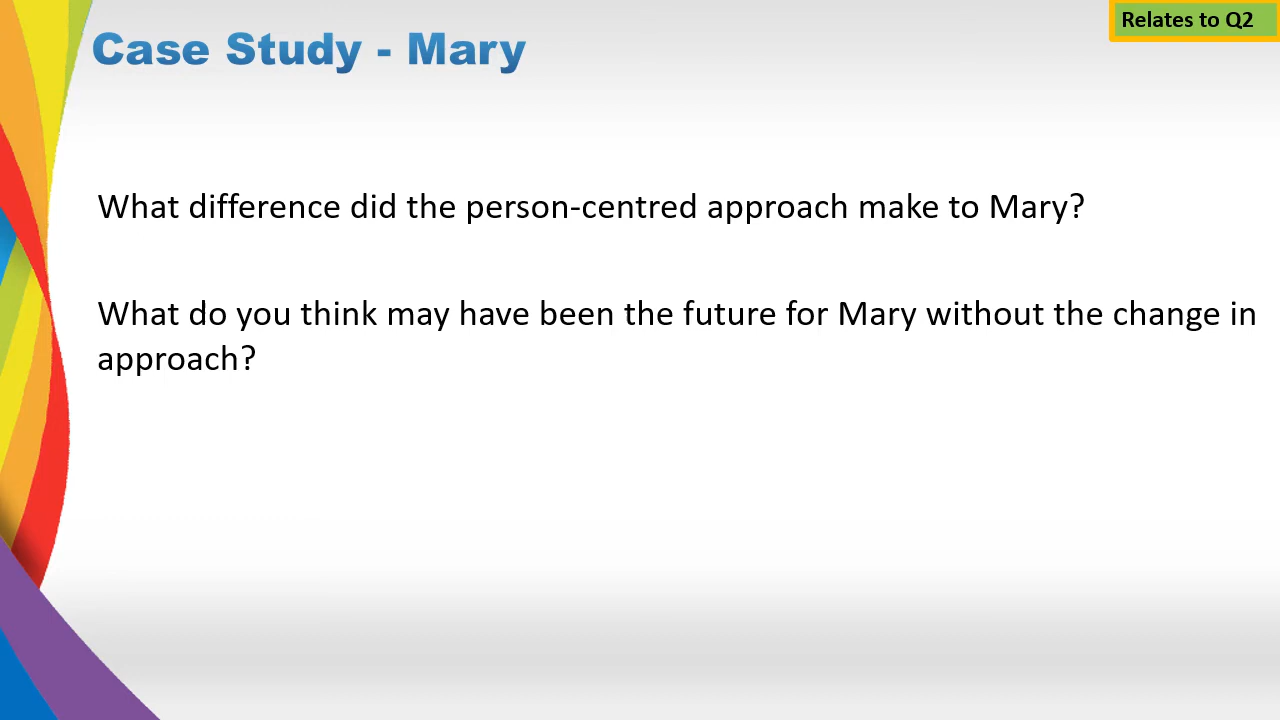 Relates to Q2
Case Study - Mary
What difference did the person-centred approach make to Mary?
What do you think may have been the future for Mary without the change in
approach?